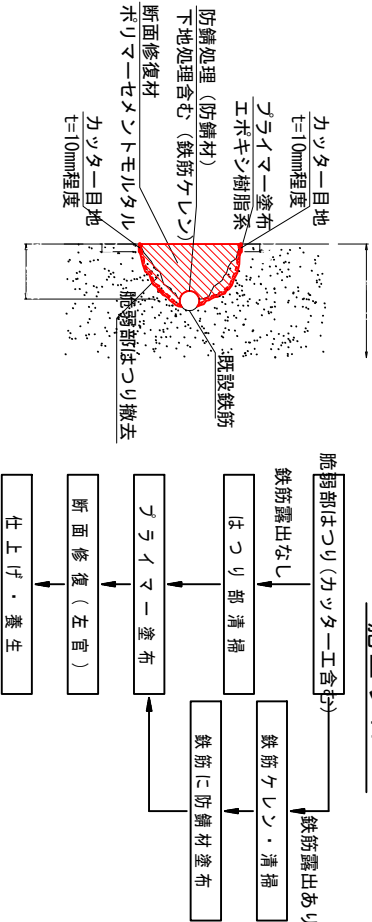 カッター目地
t=10mm程度
プライマー塗布
エポキシ樹脂系
防錆処理（防錆材）
下地処理含む（鉄筋ケレン）
断面修復材
ポリマーセメントモルタル
カッター目地
t=10mm程度
既設鉄筋
脆弱部はつり撤去
脆弱部はつり(カッター工含む)
鉄筋露出なし
鉄筋露出あり
はつり部清掃
鉄筋ケレン・清掃
プライマー塗布
鉄筋に防錆材塗布
断面修復(左官)
仕上げ・養生